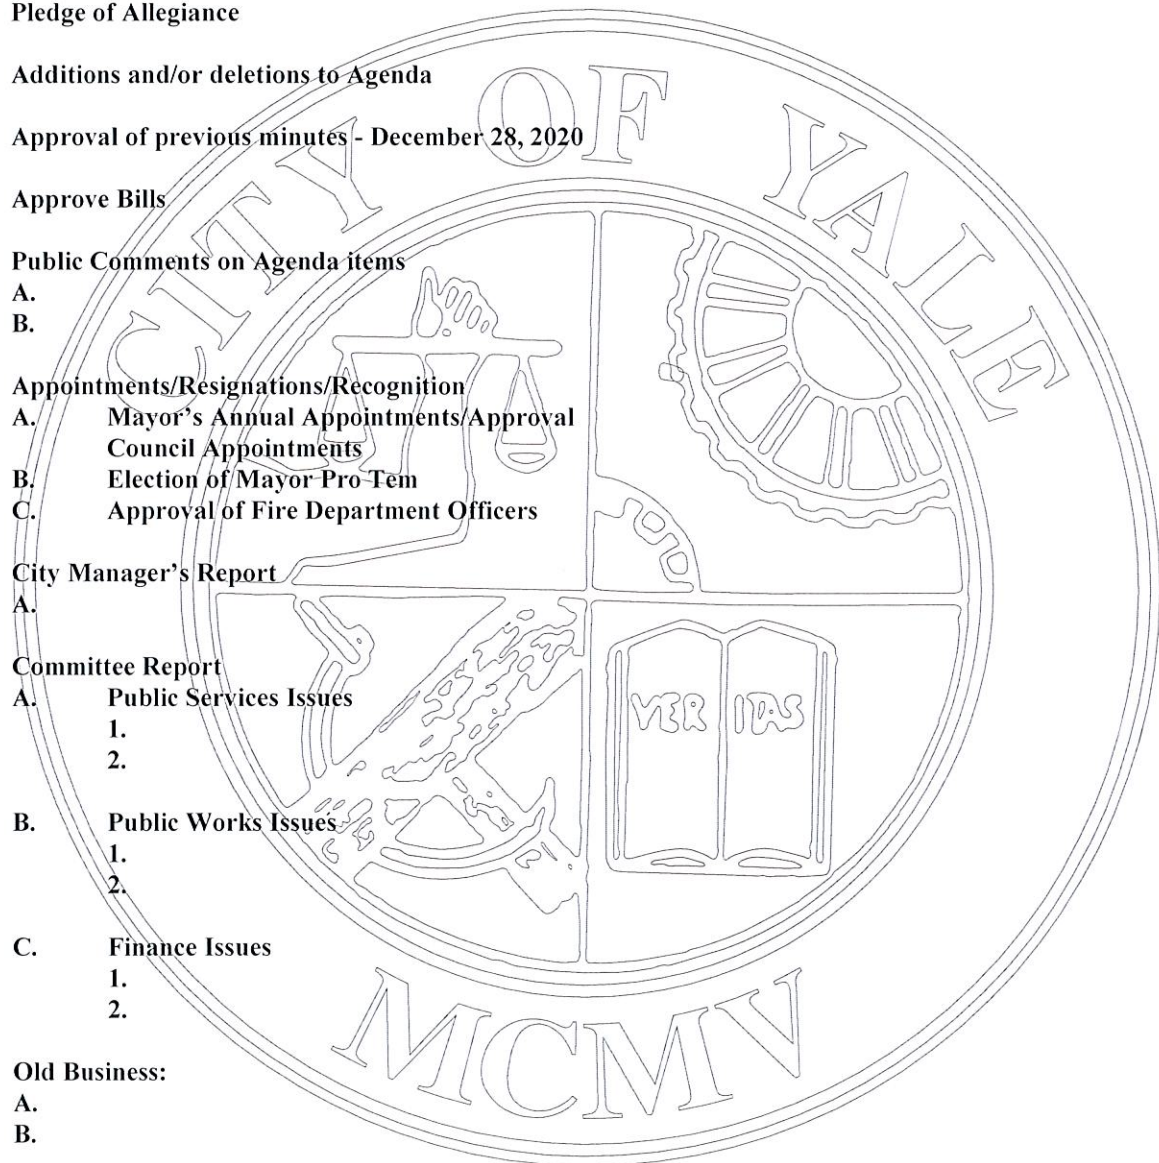 Pledge of Allegiance
Additions and/or deletions to Agenda
Approval of previous minutes - December 28, 2020
Approve Bills
Public Comments on Agenda items
A.
B.
Appointments/Resignations/Recognition
A. Mayor's Annual Appointments/Approval
Council Appointments
B. Election of Mayor Pro Tem
C. Approval of Fire Department Officers
City Manager's Report
A.
Committee Report
A. Public Services Issues
1.
2.
B. Public Works Issues
1.
2.
C. Finance Issues
1.
2.
Old Business:
A.
B.
CITY OF YALE
VER ITAS
MCMV